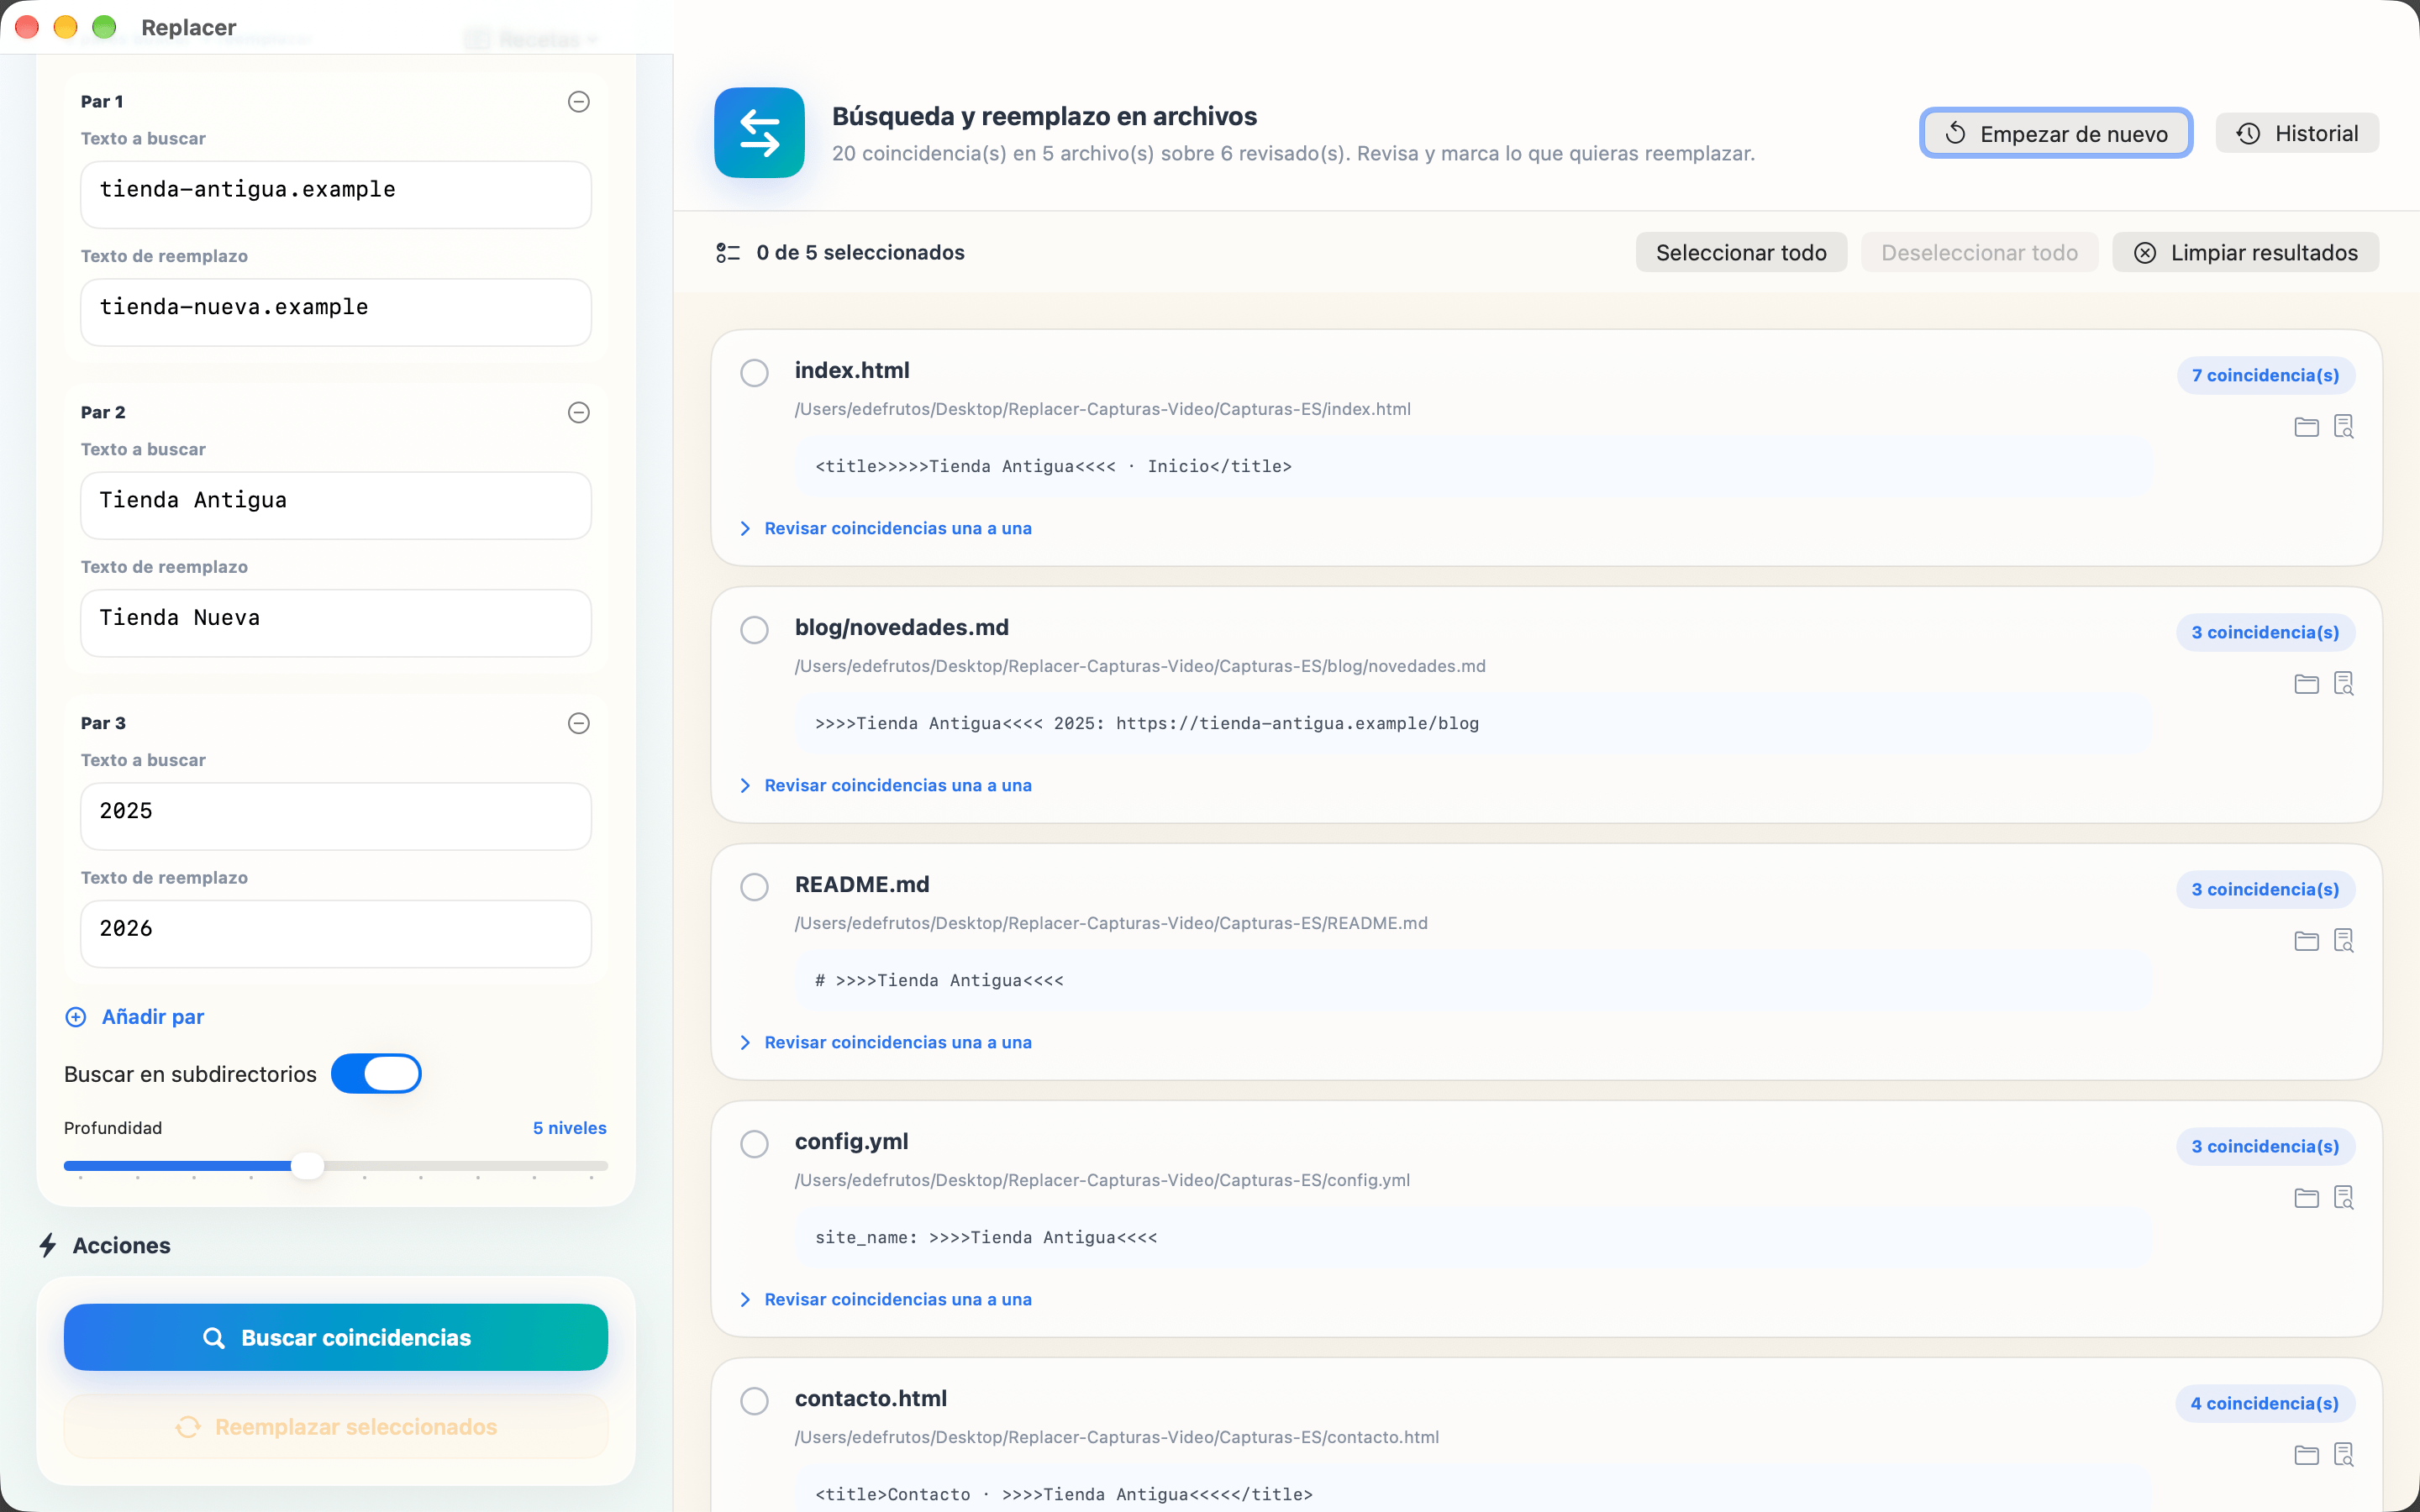 Replacer
Recetas
Par 1
Texto a buscar
tienda-antigua.example
Texto de reemplazo
tienda-nueva.example
Par 2
Texto a buscar
Tienda Antigua
Texto de reemplazo
Tienda Nueva
Par 3
Texto a buscar
2025
Texto de reemplazo
2026
Añadir par
Buscar en subdirectorios
Profundidad
5 niveles
Acciones
Buscar coincidencias
Reemplazar seleccionados
Búsqueda y reemplazo en archivos
20 coincidencia(s) en 5 archivo(s) sobre 6 revisado(s). Revisa y marca lo que quieras reemplazar.
Empezar de nuevo
Historial
0 de 5 seleccionados
Seleccionar todo
Deseleccionar todo
Limpiar resultados
index.html
7 coincidencia(s)
/Users/edefrutos/Desktop/Replacer-Capturas-Video/Capturas-ES/index.html
<title>>>>>Tienda Antigua<<<< · Inicio</title>
Revisar coincidencias una a una
blog/novedades.md
3 coincidencia(s)
/Users/edefrutos/Desktop/Replacer-Capturas-Video/Capturas-ES/blog/novedades.md
>>>>Tienda Antigua<<<< 2025: https://tienda-antigua.example/blog
Revisar coincidencias una a una
README.md
3 coincidencia(s)
/Users/edefrutos/Desktop/Replacer-Capturas-Video/Capturas-ES/README.md
# >>>>Tienda Antigua<<<<
Revisar coincidencias una a una
config.yml
3 coincidencia(s)
/Users/edefrutos/Desktop/Replacer-Capturas-Video/Capturas-ES/config.yml
site_name: >>>>Tienda Antigua<<<<
Revisar coincidencias una a una
contacto.html
4 coincidencia(s)
/Users/edefrutos/Desktop/Replacer-Capturas-Video/Capturas-ES/contacto.html
<title>Contacto · >>>>Tienda Antigua<<<<</title>